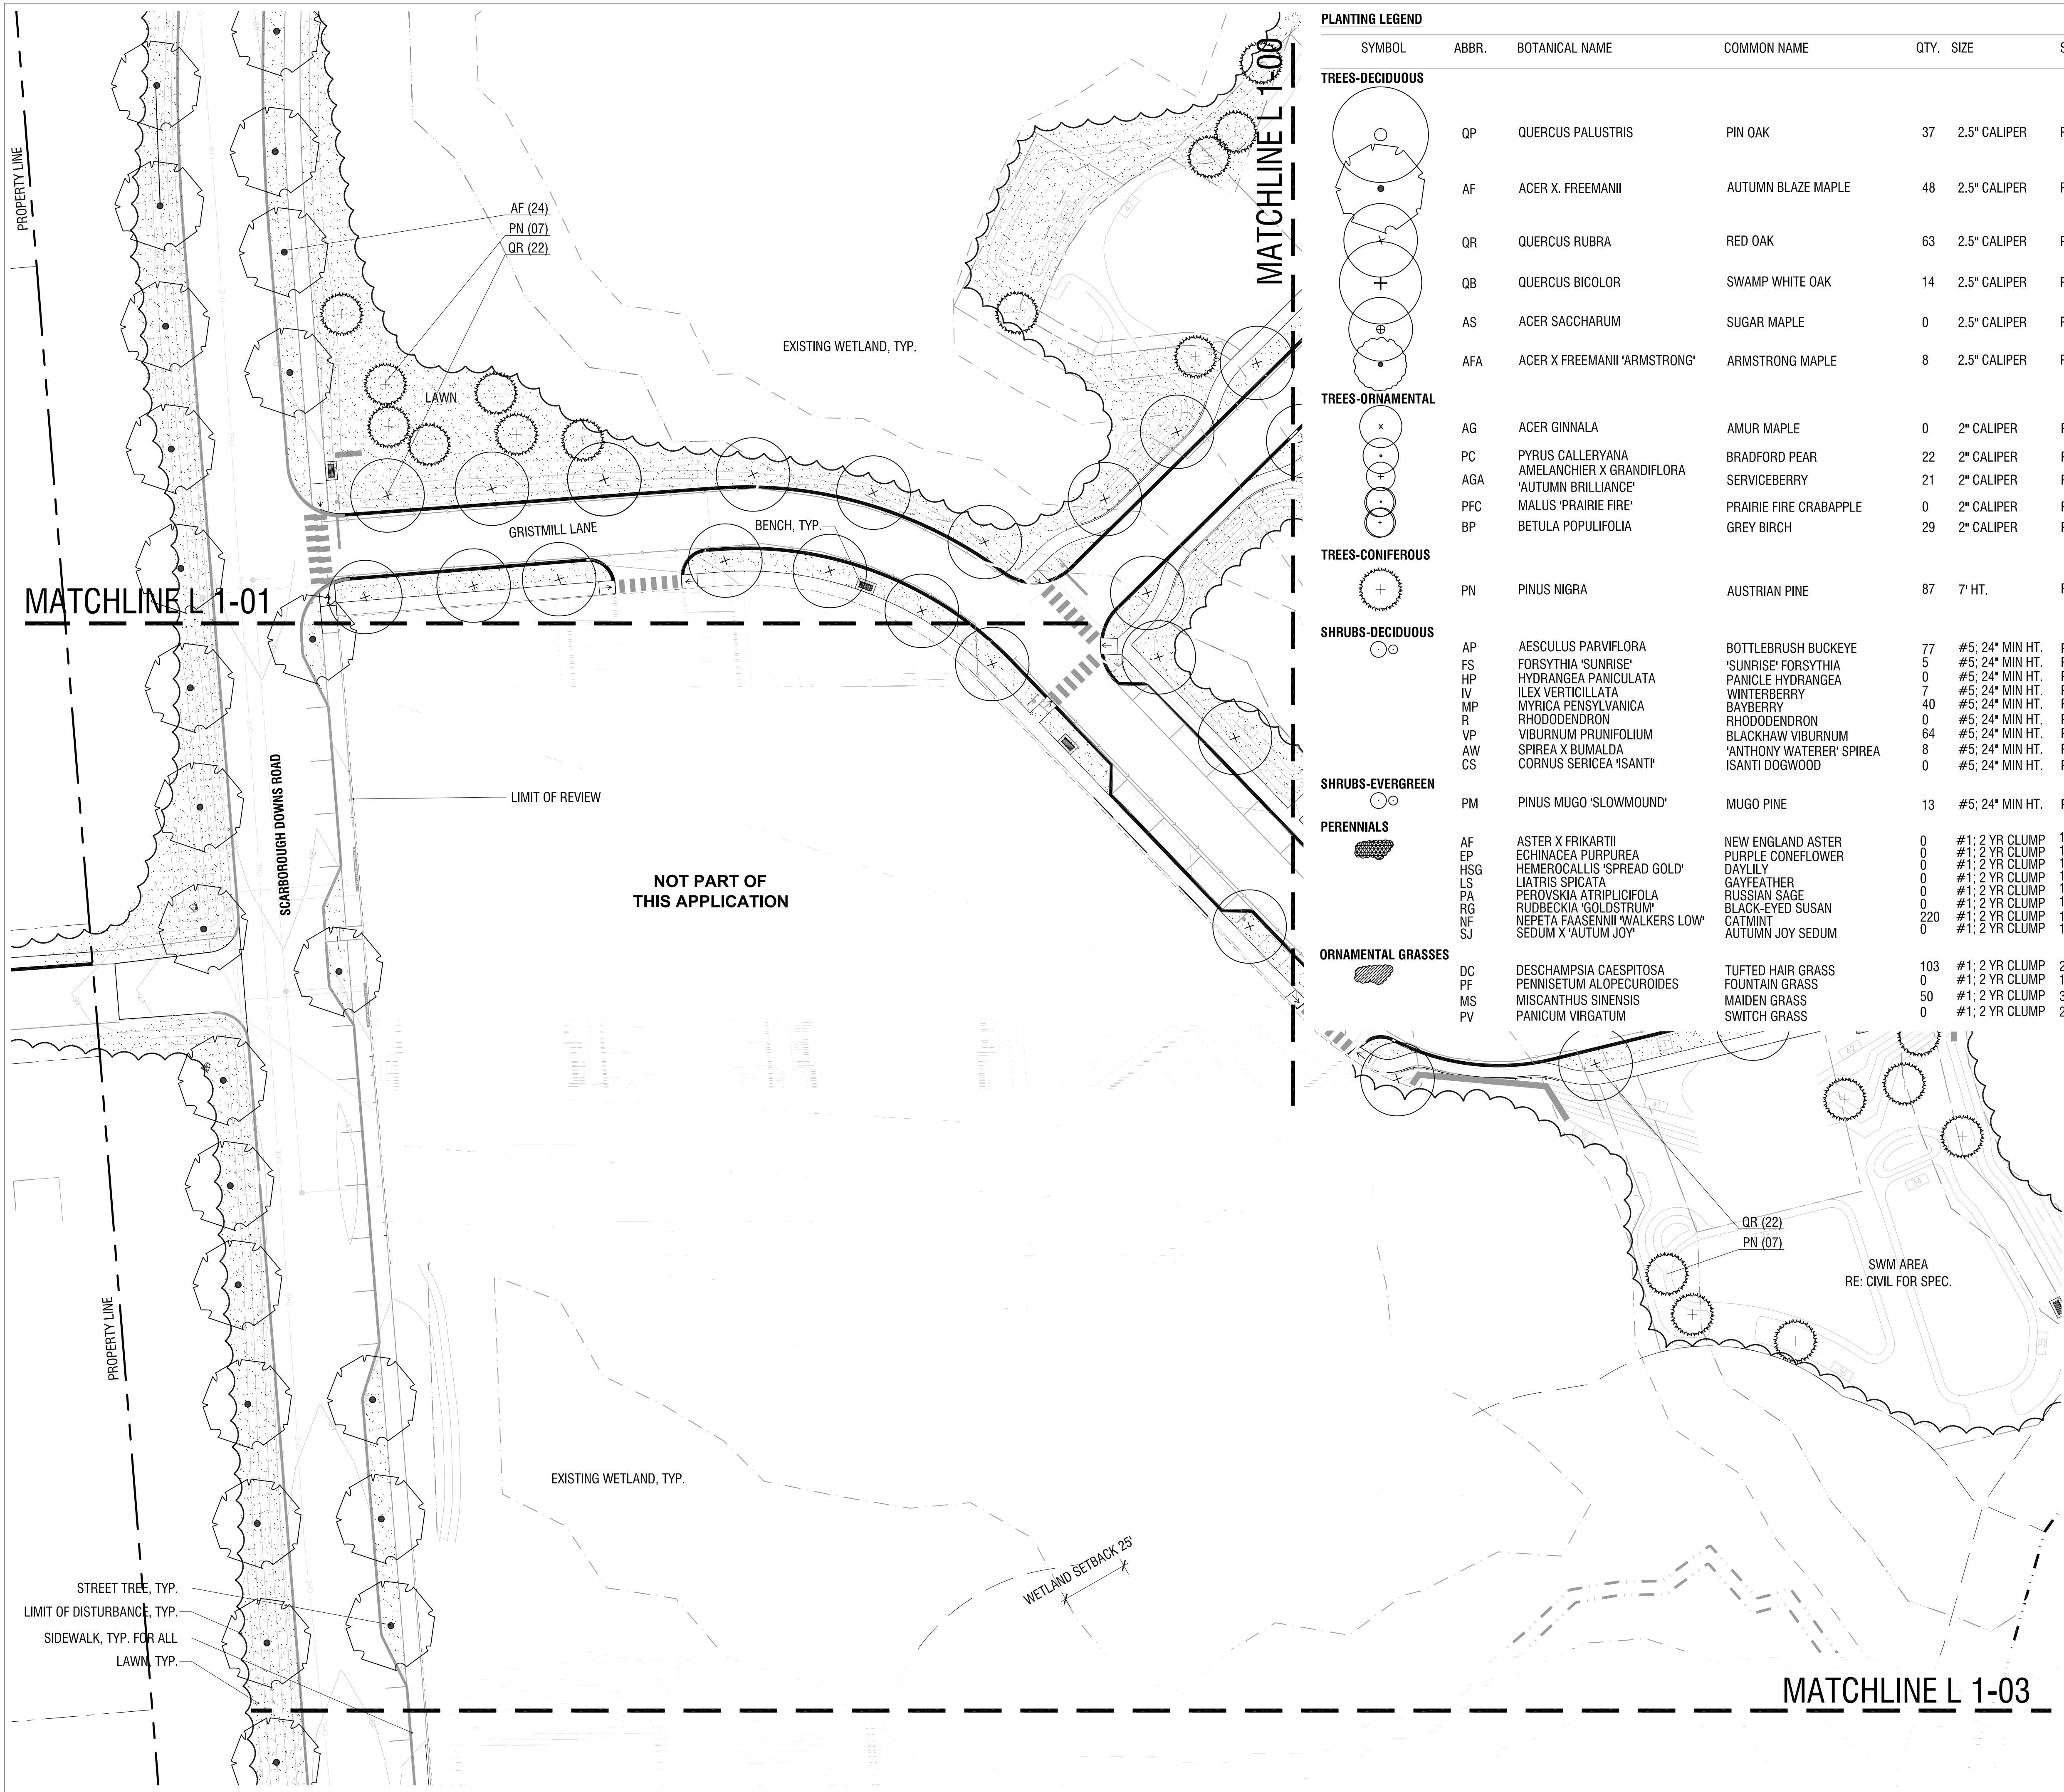 PLANTING LEGEND
SYMBOL ABBR. BOTANICAL NAME COMMON NAME QTY. SIZE
TREES-DECIDUOUS
QP QUERCUS PALUSTRIS PIN OAK 37 2.5" CALIPER
AF ACER X. FREEMANII AUTUMN BLAZE MAPLE 48 2.5" CALIPER
QR QUERCUS RUBRA RED OAK 63 2.5" CALIPER
QB QUERCUS BICOLOR SWAMP WHITE OAK 14 2.5" CALIPER
AS ACER SACCHARUM SUGAR MAPLE 0 2.5" CALIPER
AFA ACER X FREEMANII 'ARMSTRONG' ARMSTRONG MAPLE 8 2.5" CALIPER
TREES-ORNAMENTAL
AG ACER GINNALA AMUR MAPLE 0 2" CALIPER
PC PYRUS CALLERYANA BRADFORD PEAR 22 2" CALIPER
AGA AMELANCHIER X GRANDIFLORA SERVICEBERRY 21 2" CALIPER
'AUTUMN BRILLIANCE'
PFC MALUS 'PRAIRIE FIRE' PRAIRIE FIRE CRABAPPLE 0 2" CALIPER
BP BETULA POPULIFOLIA GREY BIRCH 29 2" CALIPER
TREES-CONIFEROUS
PN PINUS NIGRA AUSTRIAN PINE 87 7' HT.
SHRUBS-DECIDUOUS
AP AESCULUS PARVIFLORA BOTTLEBRUSH BUCKEYE 77 #5; 24" MIN HT.
FS FORSYTHIA 'SUNRISE' 'SUNRISE' FORSYTHIA 5 #5; 24" MIN HT.
HP HYDRANGEA PANICULATA PANICLE HYDRANGEA 0 #5; 24" MIN HT.
IV ILEX VERTICILLATA WINTERBERRY 7 #5; 24" MIN HT.
MP MYRICA PENSYLVANICA BAYBERRY 40 #5; 24" MIN HT.
R RHODODENDRON RHODODENDRON 0 #5; 24" MIN HT.
VP VIBURNUM PRUNIFOLIUM BLACKHAW VIBURNUM 64 #5; 24" MIN HT.
AW SPIREA X BUMALDA 'ANTHONY WATERER' SPIREA 8 #5; 24" MIN HT.
CS CORNUS SERICEA 'ISANTI' ISANTI DOGWOOD 0 #5; 24" MIN HT.
SHRUBS-EVERGREEN
PM PINUS MUGO 'SLOWMOUND' MUGO PINE 13 #5; 24" MIN HT.
PERENNIALS
AF ASTER X FRIKARTII NEW ENGLAND ASTER 0 #1; 2 YR CLUMP
EP ECHINACEA PURPUREA PURPLE CONEFLOWER 0 #1; 2 YR CLUMP
HSG HEMEROCALLIS 'SPREAD GOLD' DAYLILY 0 #1; 2 YR CLUMP
LS LIATRIS SPICATA GAYFEATHER 0 #1; 2 YR CLUMP
PA PEROVSKIA ATRIPLICIFOLA RUSSIAN SAGE 0 #1; 2 YR CLUMP
RG RUDBECKIA 'GOLDSTRUM' BLACK-EYED SUSAN 0 #1; 2 YR CLUMP
NF NEPETA FAASENNII 'WALKERS LOW' CATMINT 220 #1; 2 YR CLUMP
SJ SEDUM X 'AUTUM JOY' AUTUMN JOY SEDUM 0 #1; 2 YR CLUMP
ORNAMENTAL GRASSES
DC DESCHAMPSIA CAESPITOSA TUFTED HAIR GRASS 103 #1; 2 YR CLUMP
PF PENNISETUM ALOPECUROIDES FOUNTAIN GRASS 0 #1; 2 YR CLUMP
MS MISCANTHUS SINENSIS MAIDEN GRASS 50 #1; 2 YR CLUMP
PV PANICUM VIRGATUM SWITCH GRASS 0 #1; 2 YR CLUMP
MATCHLINE L 1-00
PROPERTY LINE
AF (24)
PN (07)
QR (22)
EXISTING WETLAND, TYP.
LAWN
GRISTMILL LANE
BENCH, TYP.
MATCHLINE L 1-01
SCARBOROUGH DOWNS ROAD
LIMIT OF REVIEW
NOT PART OF
THIS APPLICATION
QR (22)
PN (07)
SWM AREA
RE: CIVIL FOR SPEC.
PROPERTY LINE
EXISTING WETLAND, TYP.
WETLAND SETBACK 25'
STREET TREE, TYP.
LIMIT OF DISTURBANCE, TYP.
SIDEWALK, TYP. FOR ALL
LAWN, TYP.
MATCHLINE L 1-03